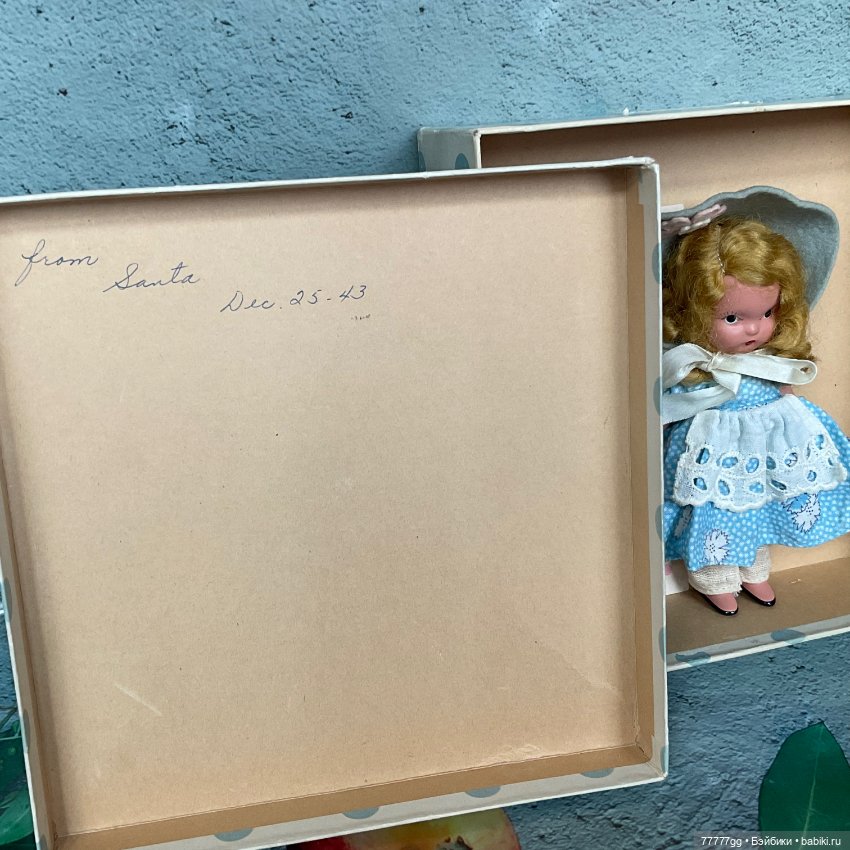 from
Santa
Dec. 25-43
77777gg • Бэйбики • babiki.ru